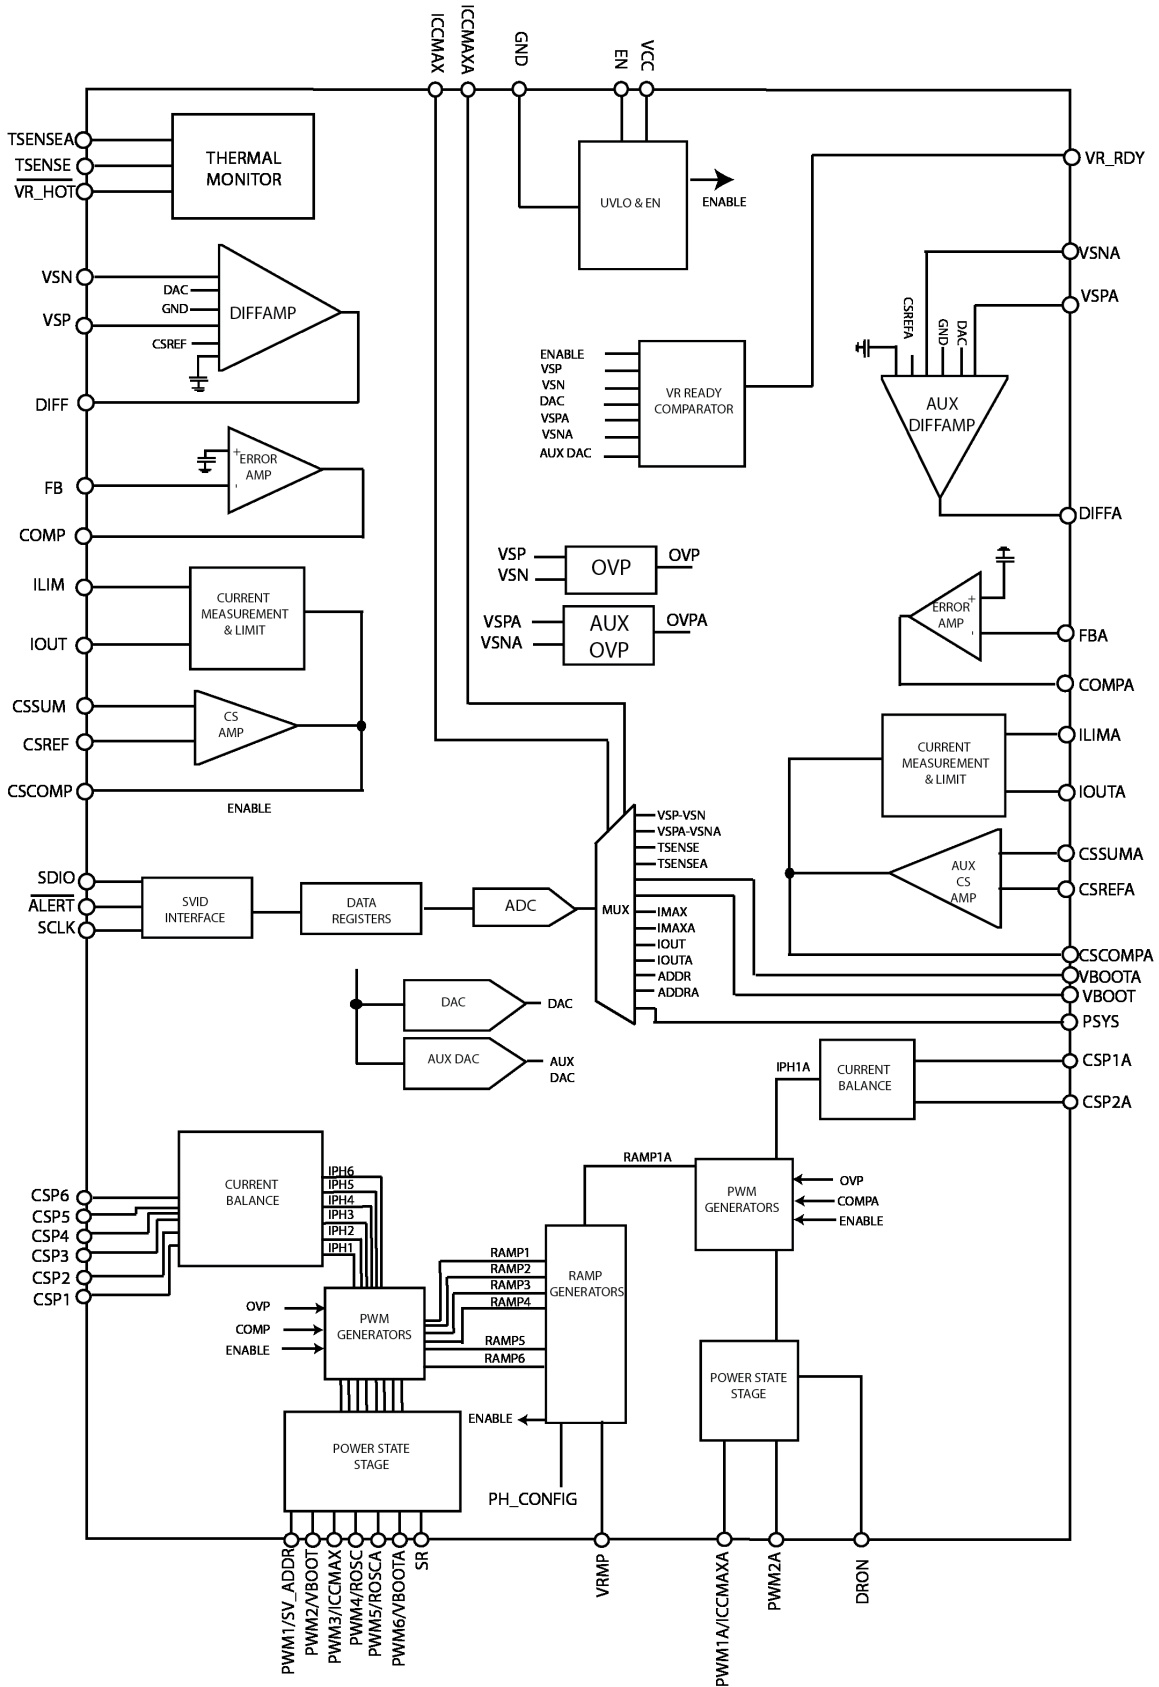 ICCMAX
ICCMAXA
GND
EN
VCC
TSENSEA
TSENSE
VR_HOT
THERMAL
MONITOR
UVLO & EN
ENABLE
VR_RDY
VSN
DAC
GND
VSP
CSREF
DIFFAMP
DIFF
VSNA
VSPA
CSREFA
GND
DAC
AUX
DIFFAMP
DIFFA
ENABLE
VSP
VSN
DAC
VSPA
VSNA
AUX DAC
VR READY
COMPARATOR
+
ERROR
AMP
-
FB
COMP
VSP
VSN
OVP
OVP
VSPA
VSNA
AUX
OVP
OVPA
ERROR
AMP
+
-
FBA
COMPA
ILIM
IOUT
CURRENT
MEASUREMENT
& LIMIT
CSSUM
CSREF
CS
AMP
CSCOMP
ENABLE
CURRENT
MEASUREMENT
& LIMIT
ILIMA
IOUTA
AUX
CS
AMP
CSSUMA
CSREFA
CSCOMPA
VBOOTA
VBOOT
PSYS
SDIO
ALERT
SCLK
SVID
INTERFACE
DATA
REGISTERS
ADC
MUX
VSP-VSN
VSPA-VSNA
TSENSE
TSENSEA
IMAX
IMAXA
IOUT
IOUTA
ADDR
ADDRA
DAC
DAC
AUX DAC
AUX
DAC
IPH1A
CURRENT
BALANCE
CSP1A
CSP2A
CSP6
CSP5
CSP4
CSP3
CSP2
CSP1
CURRENT
BALANCE
IPH6
IPH5
IPH4
IPH3
IPH2
IPH1
RAMP1A
PWM
GENERATORS
OVP
COMPA
ENABLE
OVP
COMP
ENABLE
PWM
GENERATORS
RAMP1
RAMP2
RAMP3
RAMP4
RAMP5
RAMP6
RAMP
GENERATORS
ENABLE
PH_CONFIG
POWER STATE
STAGE
POWER STATE
STAGE
PWM1/SV_ADDR
PWM2/VBOOT
PWM3/ICCMAX
PWM4/ROSC
PWM5/ROSCA
PWM6/VBOOTA
SR
VRMP
PWM1A/ICCMAXA
PWM2A
DRON